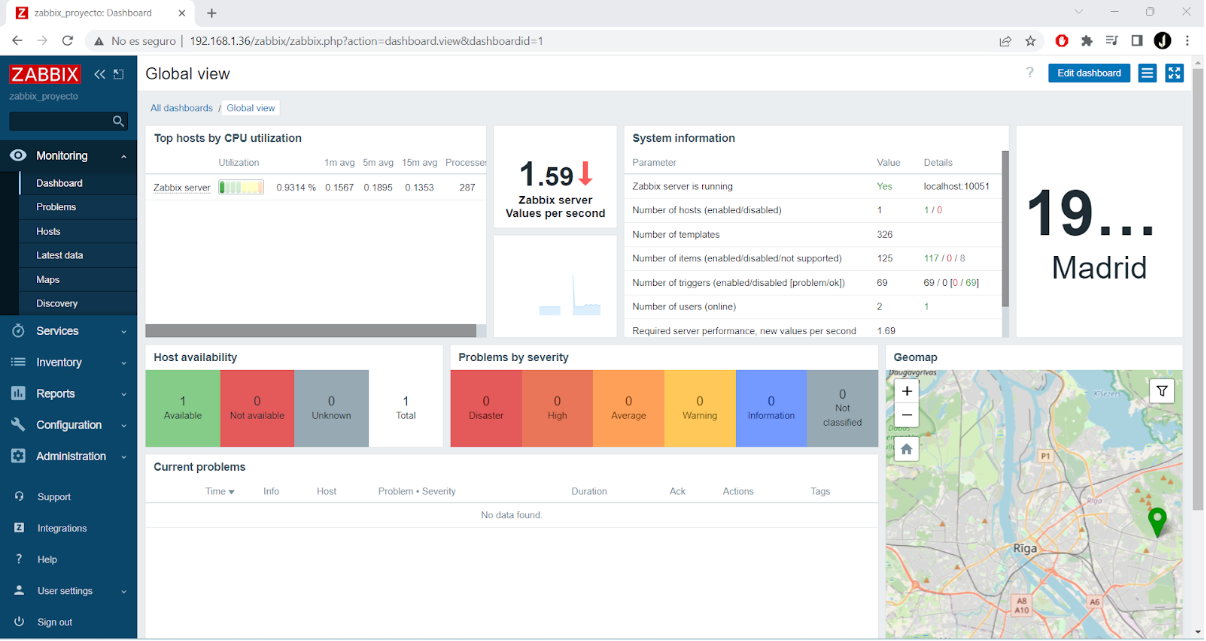 zabbix_proyecto: Dashboard
No es seguro | 192.168.1.36/zabbix/zabbix.php?action=dashboard.view&dashboardid=1
ZABBIX
zabbix_proyecto
Monitoring
Dashboard
Problems
Hosts
Latest data
Maps
Discovery
Services
Inventory
Reports
Configuration
Administration
Support
Integrations
Help
User settings
Sign out
Global view
? Edit dashboard
All dashboards / Global view
Top hosts by CPU utilization
Utilization 1m avg 5m avg 15m avg Processes
Zabbix server 0.9314 % 0.1567 0.1895 0.1353 287
1.59
Zabbix server
Values per second
System information
Parameter Value Details
Zabbix server is running Yes localhost:10051
Number of hosts (enabled/disabled) 1 1 / 0
Number of templates 326
Number of items (enabled/disabled/not supported) 125 117 / 0 / 8
Number of triggers (enabled/disabled [problem/ok]) 69 69 / 0 [0 / 69]
Number of users (online) 2 1
Required server performance, new values per second 1.69
19...
Madrid
Host availability
1 Available
0 Not available
0 Unknown
1 Total
Problems by severity
0 Disaster
0 High
0 Average
0 Warning
0 Information
0 Not classified
Current problems
Time Info Host Problem • Severity Duration Ack Actions Tags
No data found.
Geomap
Daugavgrīvas
+
−
P1
Rīga
Rīga
A8
A10
A6